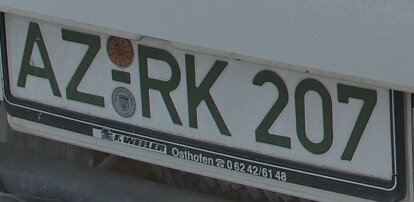 AZ-RK 207
F. WEILER Osthofen ☎ 0 62 42/61 48